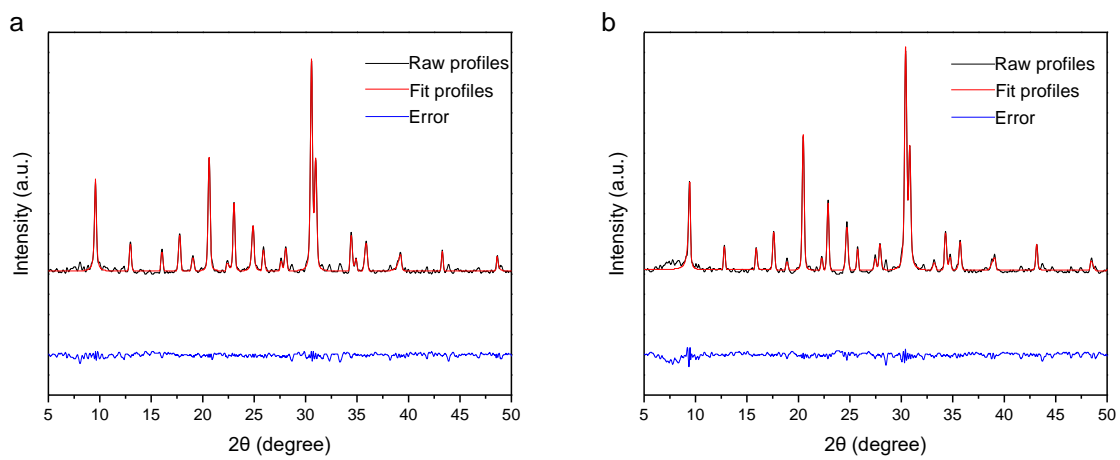 a
Raw profiles
Fit profiles
Error
Intensity (a.u.)
5 10 15 20 25 30 35 40 45 50
2θ (degree)
b
Raw profiles
Fit profiles
Error
Intensity (a.u.)
5 10 15 20 25 30 35 40 45 50
2θ (degree)